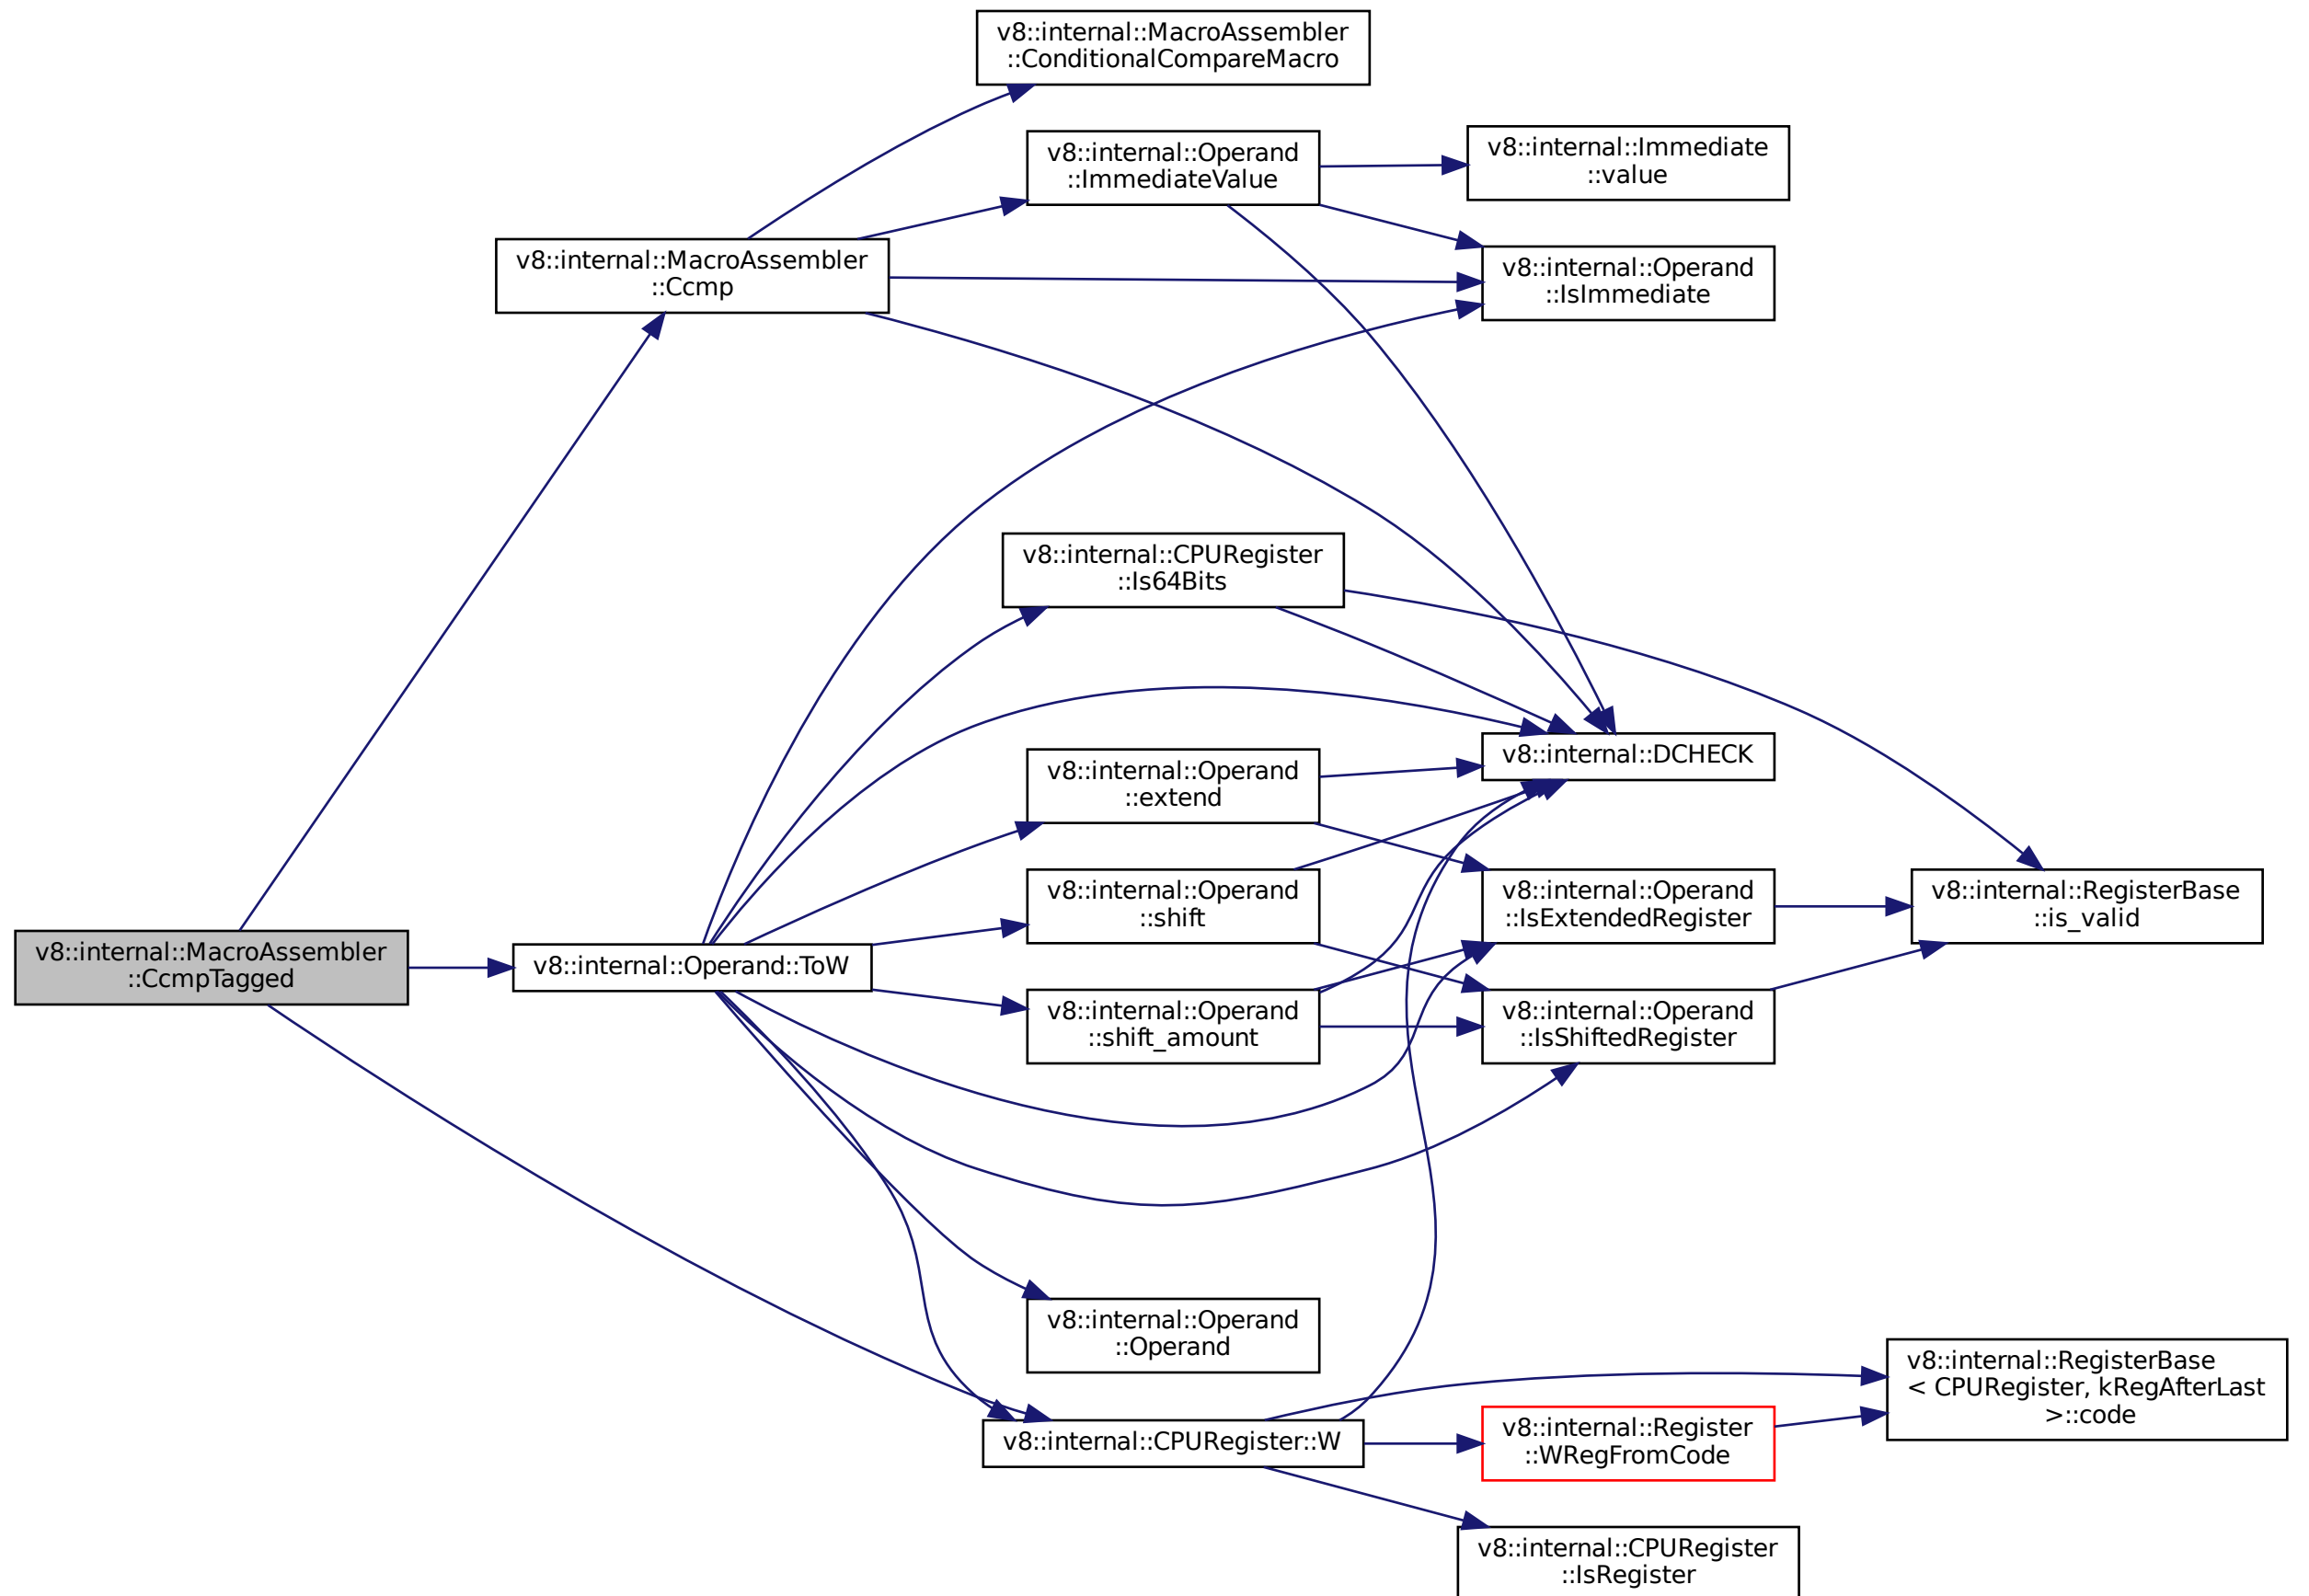 v8::internal::MacroAssembler
::ConditionalCompareMacro
v8::internal::Immediate
::value
v8::internal::Operand
::ImmediateValue
v8::internal::MacroAssembler
::Ccmp
v8::internal::Operand
::IsImmediate
v8::internal::CPURegister
::Is64Bits
v8::internal::DCHECK
v8::internal::Operand
::extend
v8::internal::Operand
::shift
v8::internal::Operand
::IsExtendedRegister
v8::internal::RegisterBase
::is_valid
v8::internal::MacroAssembler
::CcmpTagged
v8::internal::Operand::ToW
v8::internal::Operand
::shift_amount
v8::internal::Operand
::IsShiftedRegister
v8::internal::Operand
::Operand
v8::internal::RegisterBase
< CPURegister, kRegAfterLast
>::code
v8::internal::CPURegister::W
v8::internal::Register
::WRegFromCode
v8::internal::CPURegister
::IsRegister